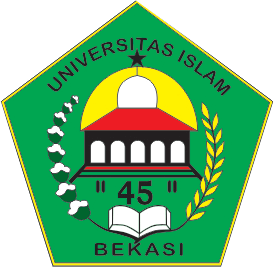 UNIVERSITAS ISLAM
" 45 "
BEKASI